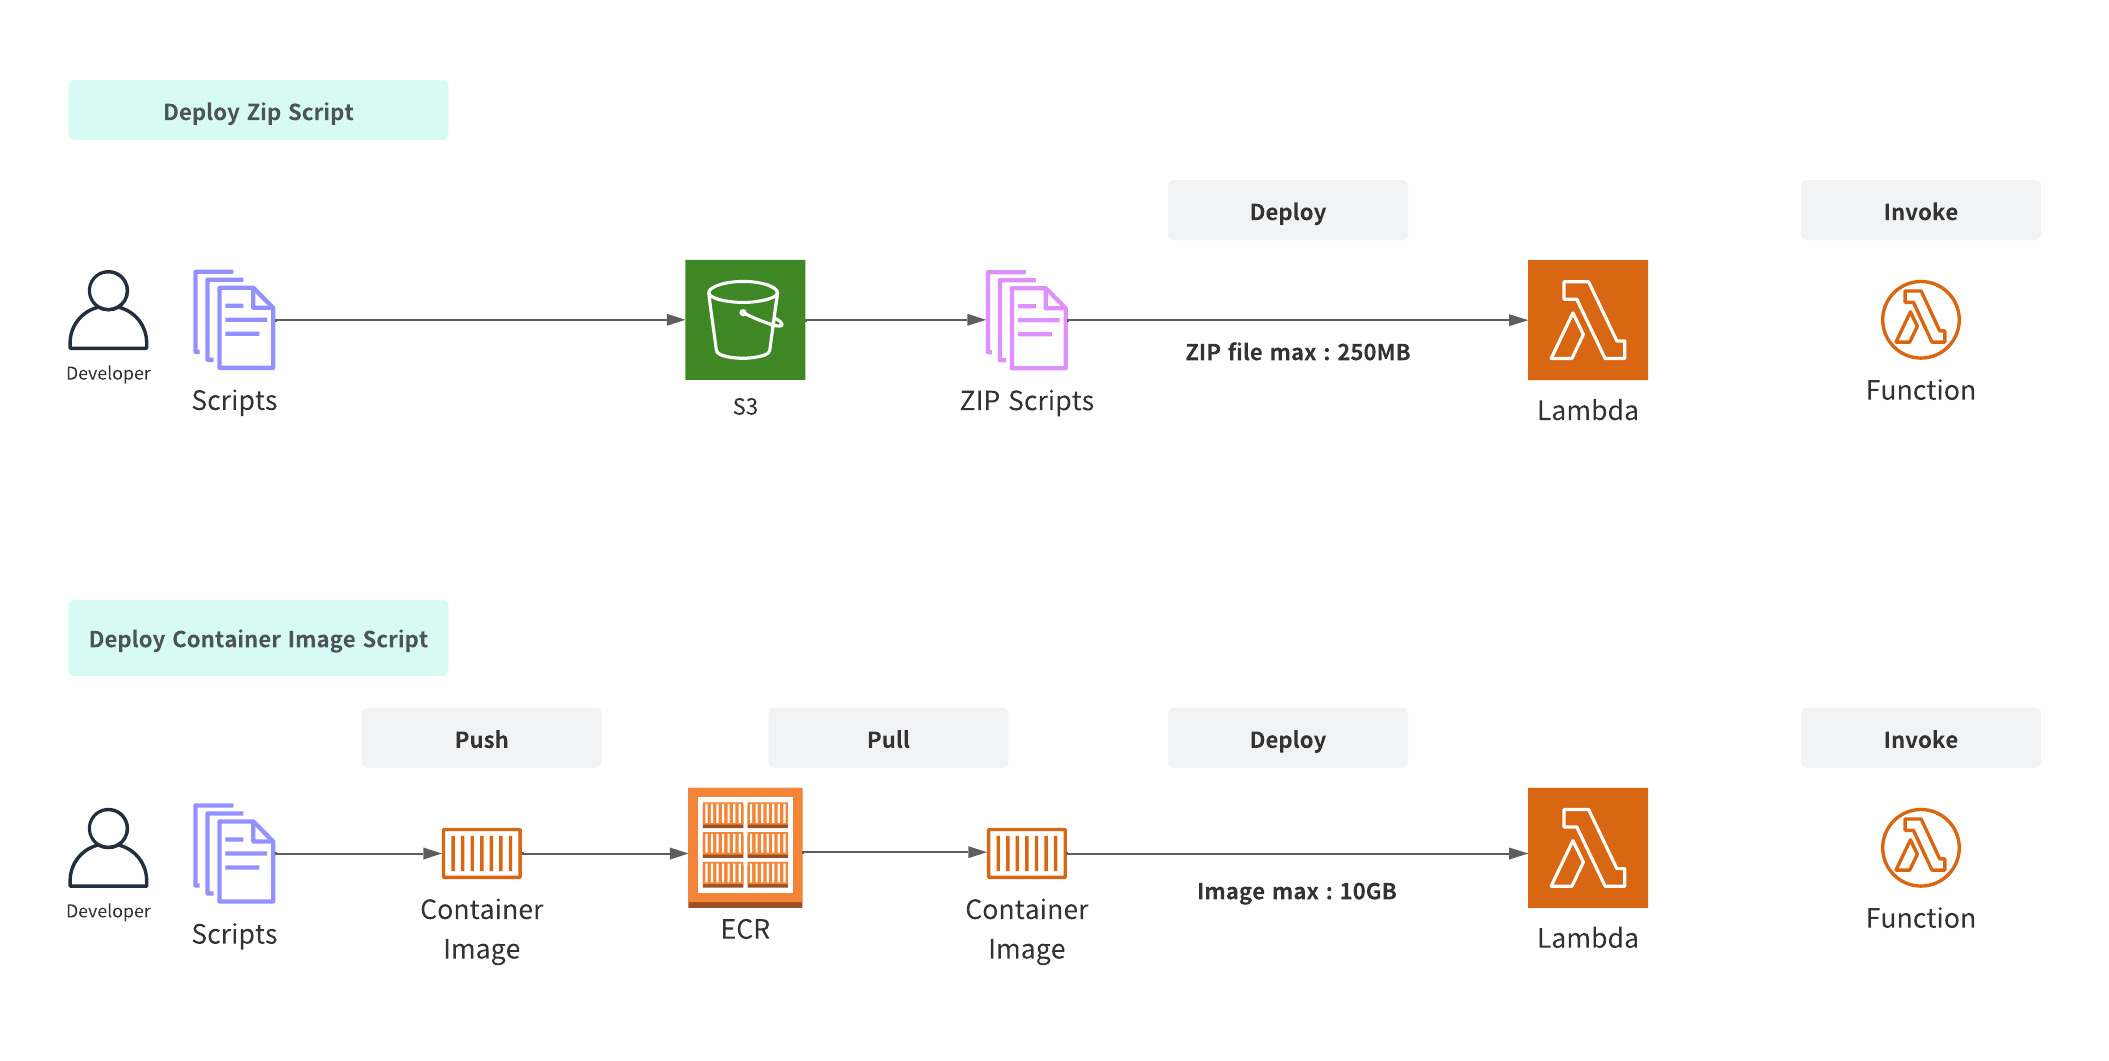 Deploy Zip Script
Deploy
Invoke
Developer
Scripts
S3
ZIP Scripts
ZIP file max : 250MB
Lambda
Function
Deploy Container Image Script
Push
Pull
Deploy
Invoke
Developer
Scripts
Container
Image
ECR
Container
Image
Image max : 10GB
Lambda
Function